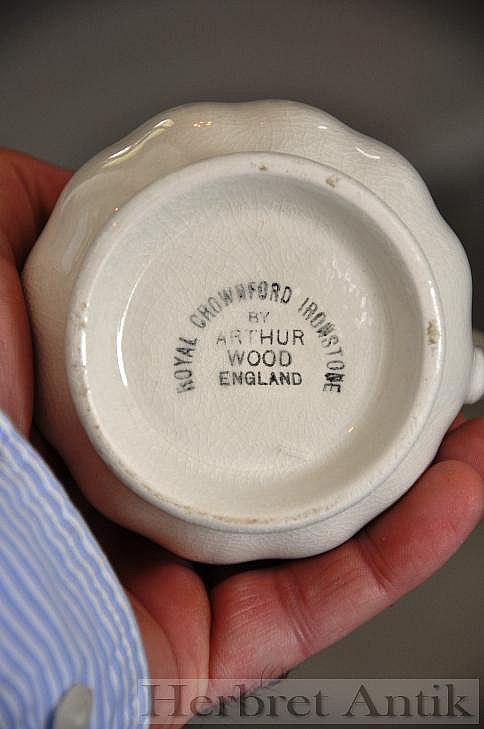 ROYAL CROWNFORD IRONSTONE
BY
ARTHUR
WOOD
ENGLAND
Herbret Antik